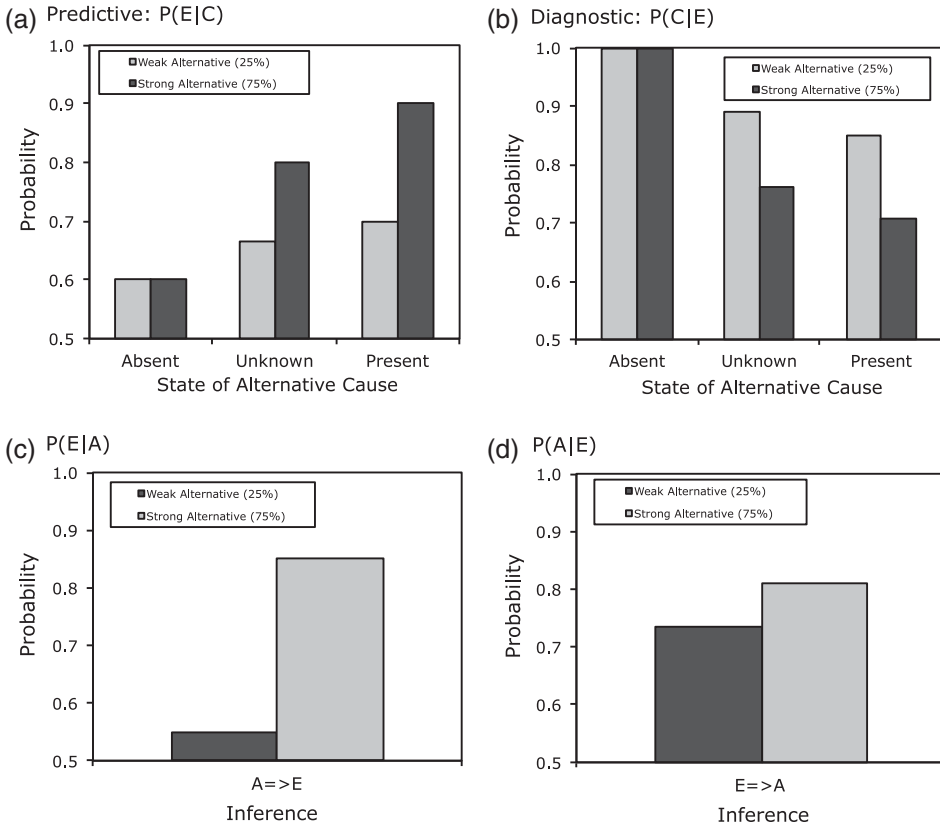 (a) Predictive: P(E|C)
Weak Alternative (25%)
Strong Alternative (75%)
1.0
0.9
0.8
0.7
0.6
0.5
Probability
Absent Unknown Present
State of Alternative Cause
(b) Diagnostic: P(C|E)
Weak Alternative (25%)
Strong Alternative (75%)
1.0
0.9
0.8
0.7
0.6
0.5
Probability
Absent Unknown Present
State of Alternative Cause
(c) P(E|A)
Weak Alternative (25%)
Strong Alternative (75%)
1.0
0.9
0.8
0.7
0.6
0.5
Probability
A=>E
Inference
(d) P(A|E)
Weak Alternative (25%)
Strong Alternative (75%)
1.0
0.9
0.8
0.7
0.6
0.5
Probability
E=>A
Inference